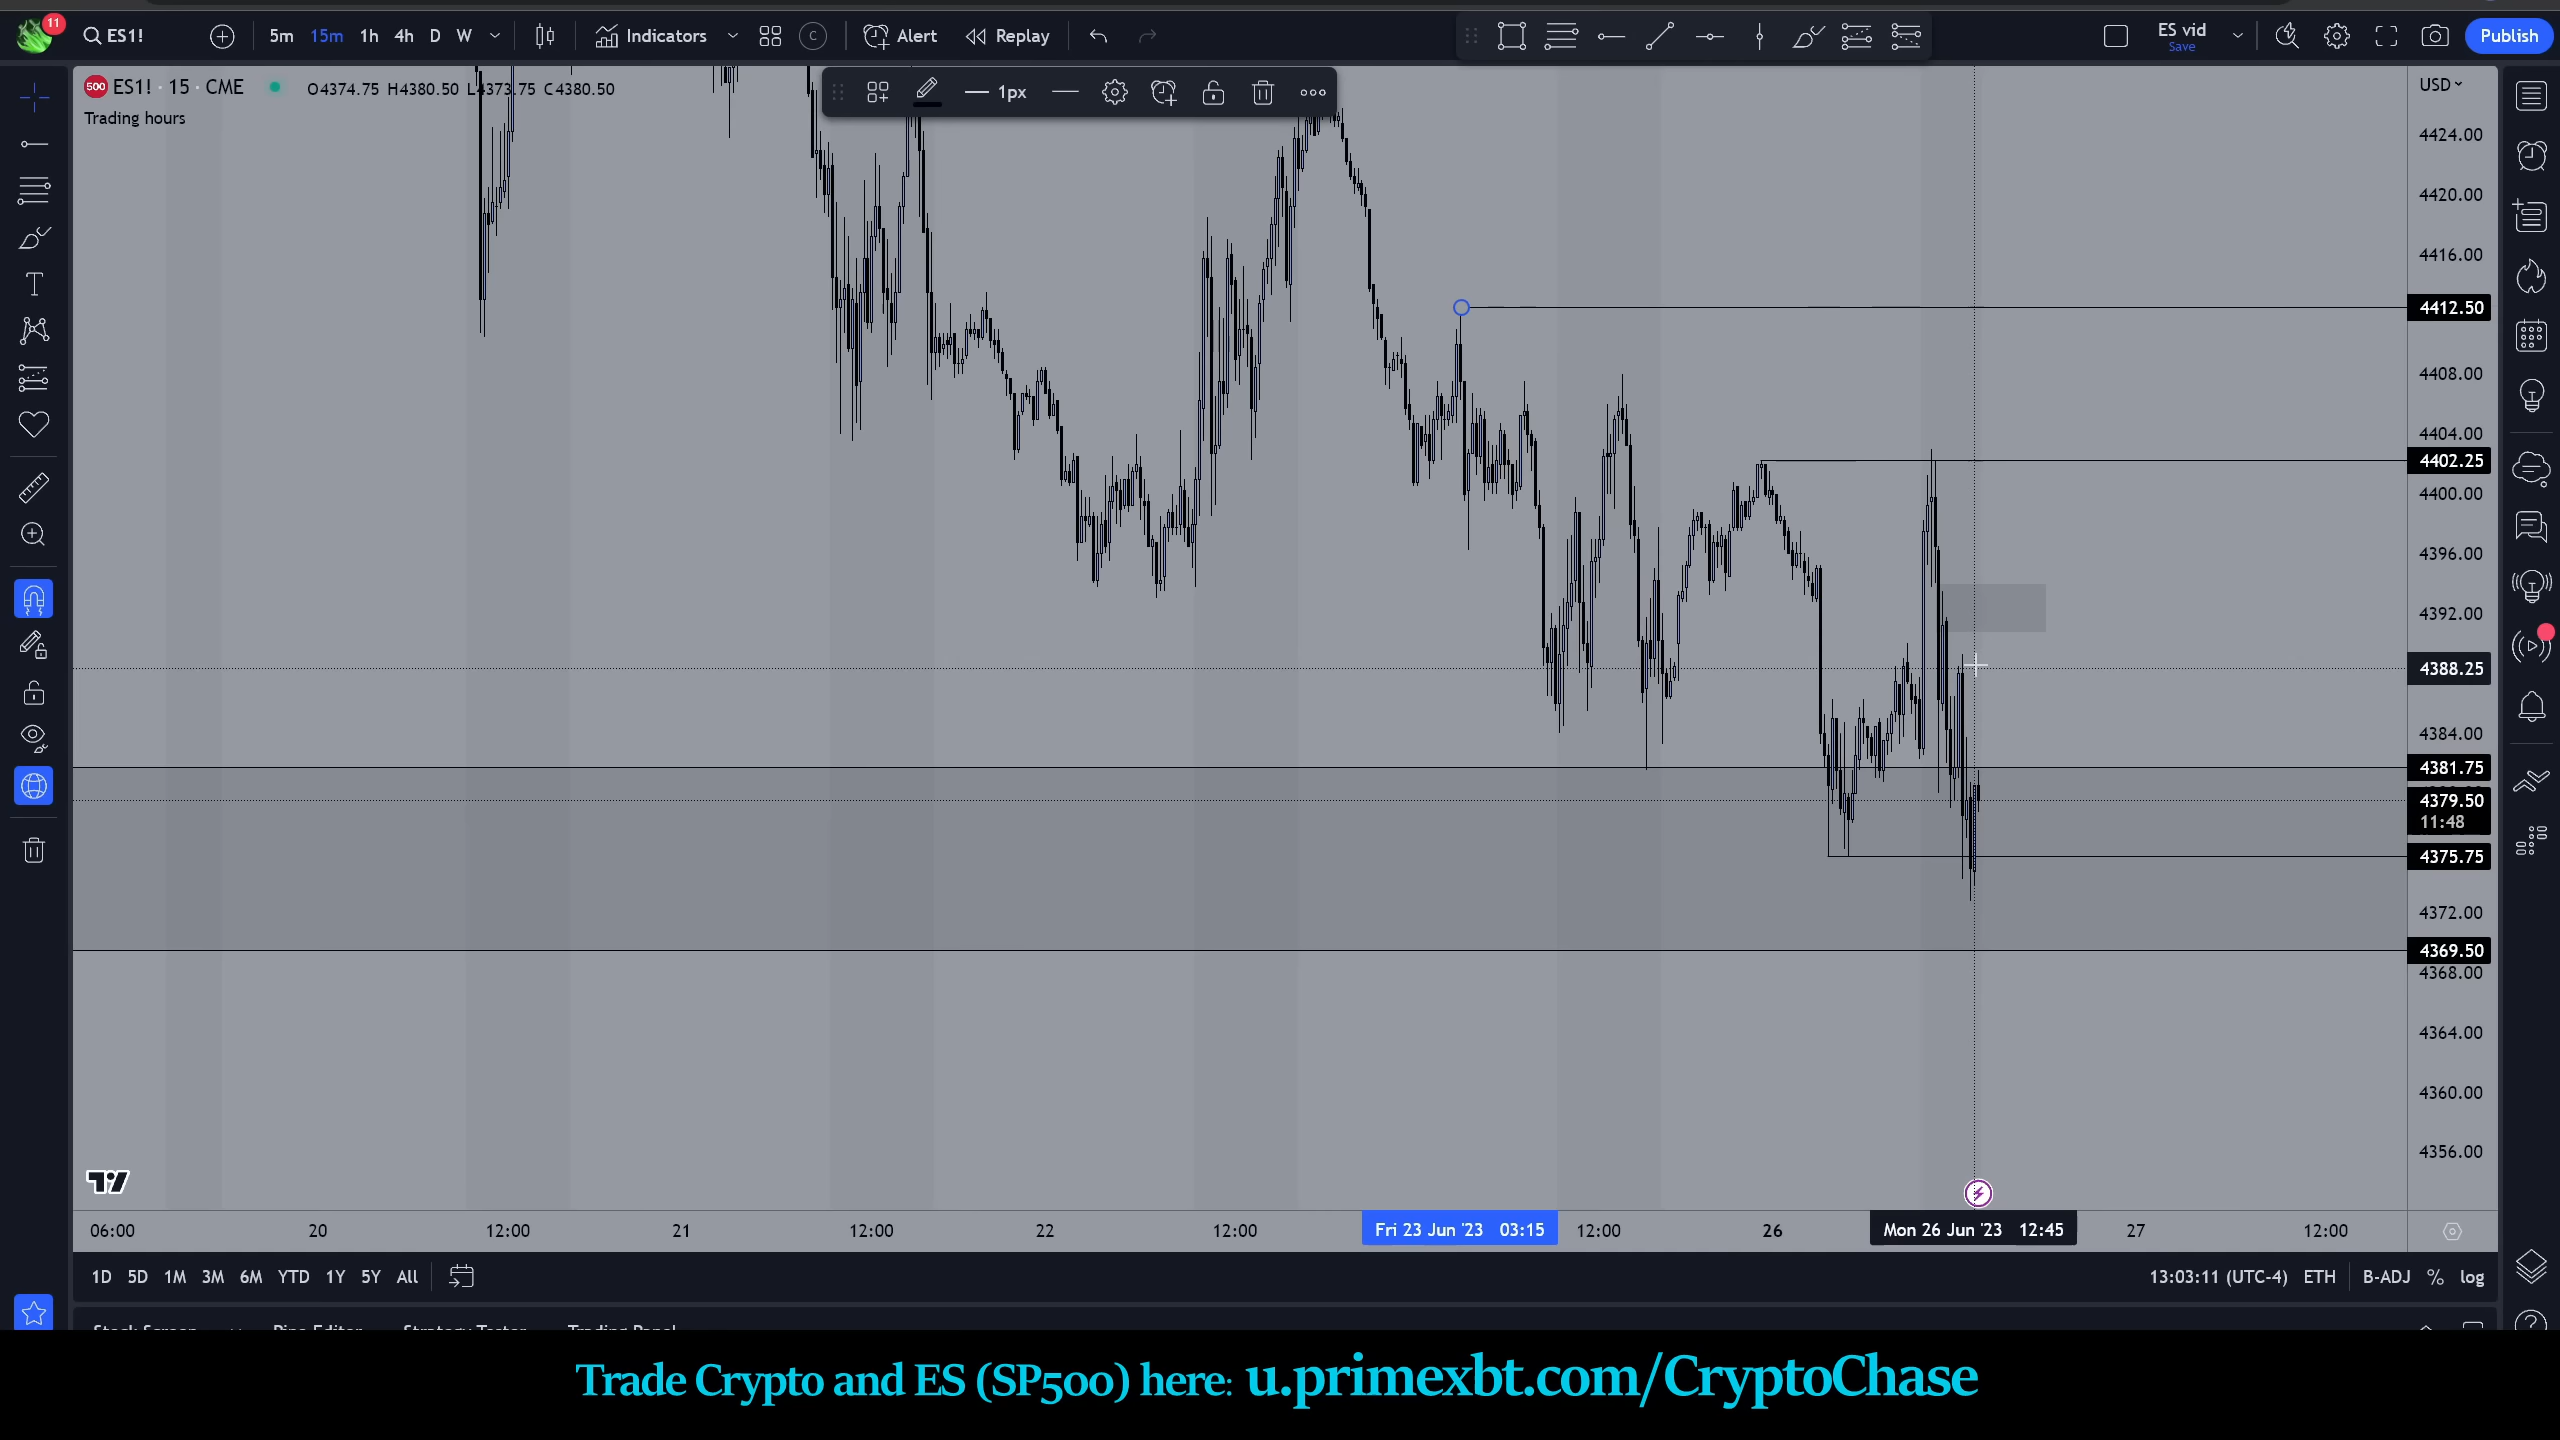 11
ES1!
5m 15m 1h 4h D W
Indicators
Alert
Replay
ES vid
Save
Publish
500 ES1! · 15 · CME O4374.75 H4380.50 L4373.75 C4380.50
Trading hours
1px
USD
4424.00
4420.00
4416.00
4412.50
4408.00
4404.00
4402.25
4400.00
4396.00
4392.00
4388.25
4384.00
4381.75
4379.50
11:48
4375.75
4372.00
4369.50
4368.00
4364.00
4360.00
4356.00
06:00 20 12:00 21 12:00 22 12:00 Fri 23 Jun '23 03:15 12:00 26 Mon 26 Jun '23 12:45 27 12:00
1D 5D 1M 3M 6M YTD 1Y 5Y All 13:03:11 (UTC-4) ETH B-ADJ % log
Trade Crypto and ES (SP500) here: u.primexbt.com/CryptoChase